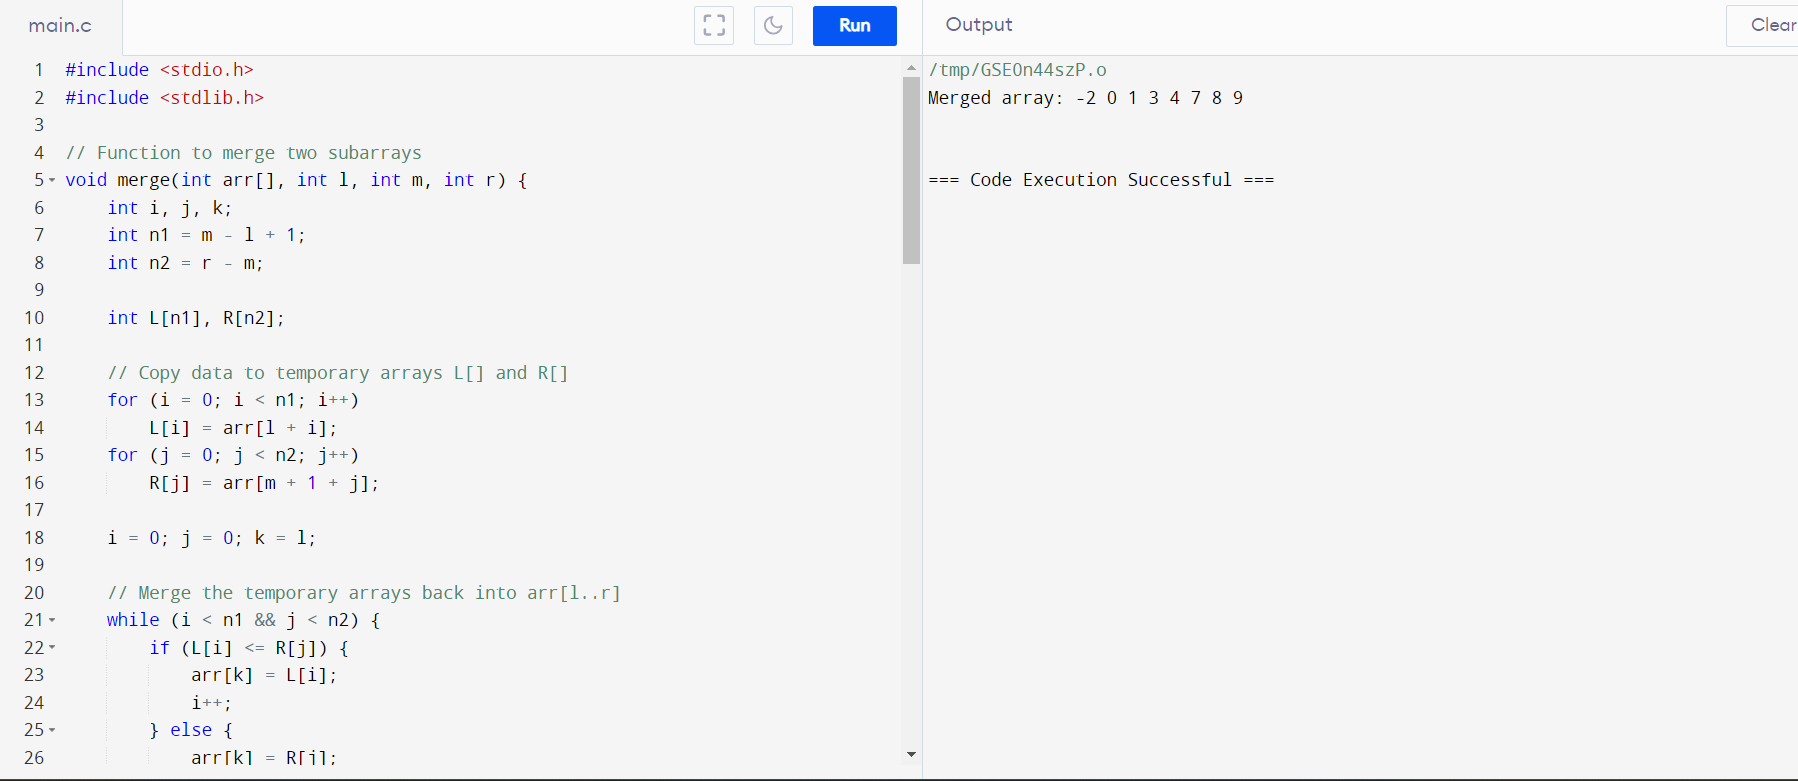 main.c
Run
Output
Clear
1 #include <stdio.h>
2 #include <stdlib.h>
3
4 // Function to merge two subarrays
5 void merge(int arr[], int l, int m, int r) {
6 int i, j, k;
7 int n1 = m - l + 1;
8 int n2 = r - m;
9
10 int L[n1], R[n2];
11
12 // Copy data to temporary arrays L[] and R[]
13 for (i = 0; i < n1; i++)
14 L[i] = arr[l + i];
15 for (j = 0; j < n2; j++)
16 R[j] = arr[m + 1 + j];
17
18 i = 0; j = 0; k = l;
19
20 // Merge the temporary arrays back into arr[l..r]
21 while (i < n1 && j < n2) {
22 if (L[i] <= R[j]) {
23 arr[k] = L[i];
24 i++;
25 } else {
26 arr[k] = R[j];
/tmp/GSEOn44szP.o
Merged array: -2 0 1 3 4 7 8 9
=== Code Execution Successful ===